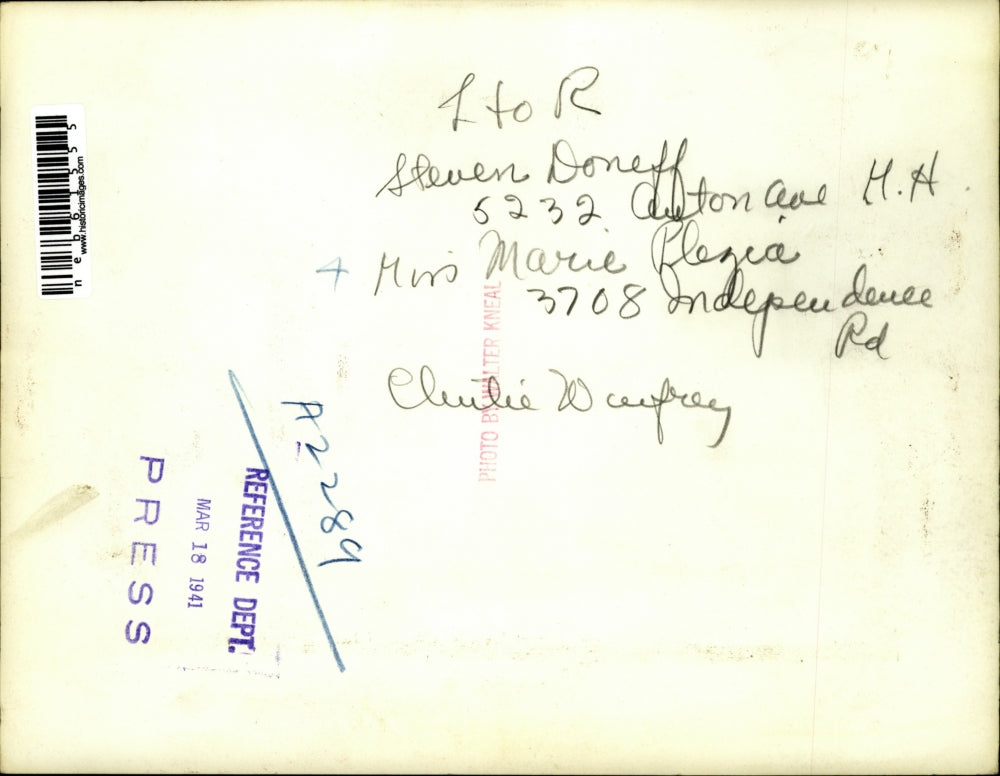 L to R
Steven Doneff
5232 ave M.H.
+ Miss Marie Plezia
3708 Independence
Rd
A2289
REFERENCE DEPT.
MAR 18 1941
PRESS
PHOTO BY WALTER KNEAL
neb61555
www.historicimages.com